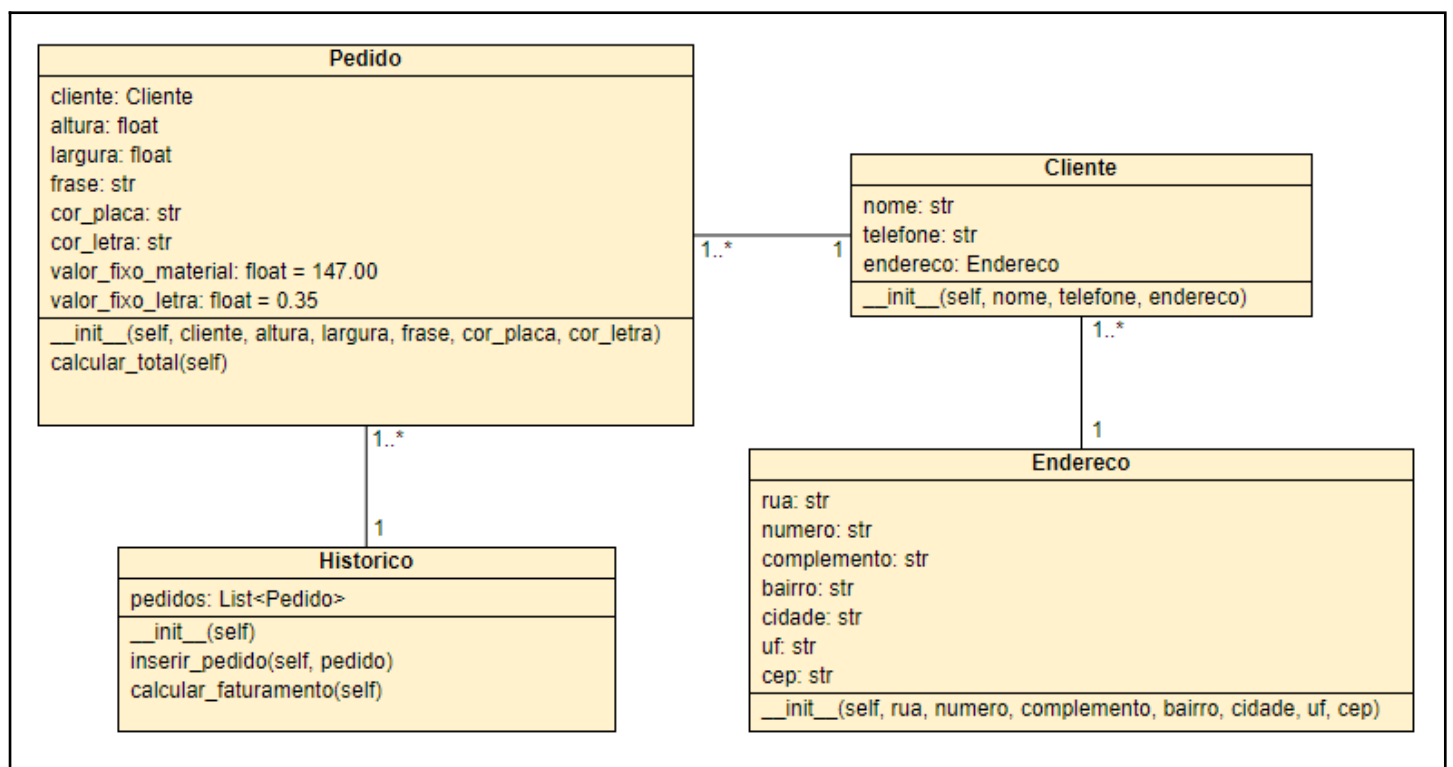 Pedido
cliente: Cliente
altura: float
largura: float
frase: str
cor_placa: str
cor_letra: str
valor_fixo_material: float = 147.00
valor_fixo_letra: float = 0.35
__init__(self, cliente, altura, largura, frase, cor_placa, cor_letra)
calcular_total(self)
1..*
1
Cliente
nome: str
telefone: str
endereco: Endereco
__init__(self, nome, telefone, endereco)
1..*
1
Endereco
rua: str
numero: str
complemento: str
bairro: str
cidade: str
uf: str
cep: str
__init__(self, rua, numero, complemento, bairro, cidade, uf, cep)
1..*
1
Historico
pedidos: List<Pedido>
__init__(self)
inserir_pedido(self, pedido)
calcular_faturamento(self)